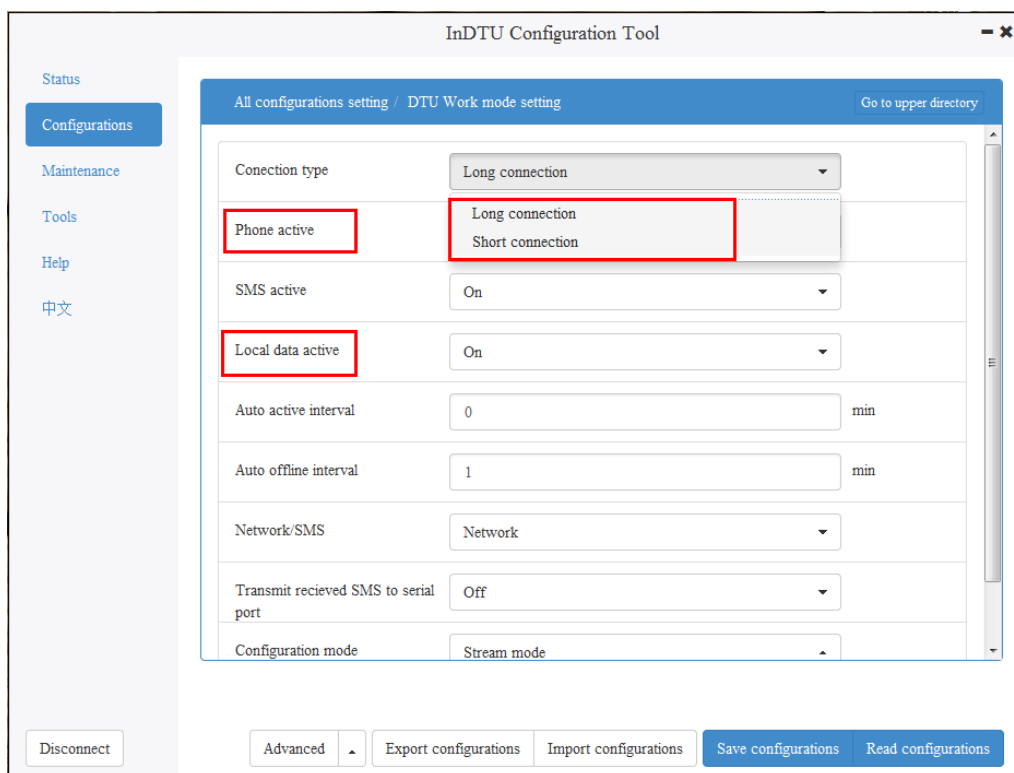 InDTU Configuration Tool
Status
Configurations
Maintenance
Tools
Help
中文
All configurations setting / DTU Work mode setting
Go to upper directory
Conection type
Long connection
Long connection
Short connection
Phone active
SMS active
On
Local data active
On
Auto active interval
0
min
Auto offline interval
1
min
Network/SMS
Network
Transmit recieved SMS to serial
port
Off
Configuration mode
Stream mode
Disconnect
Advanced
Export configurations
Import configurations
Save configurations
Read configurations